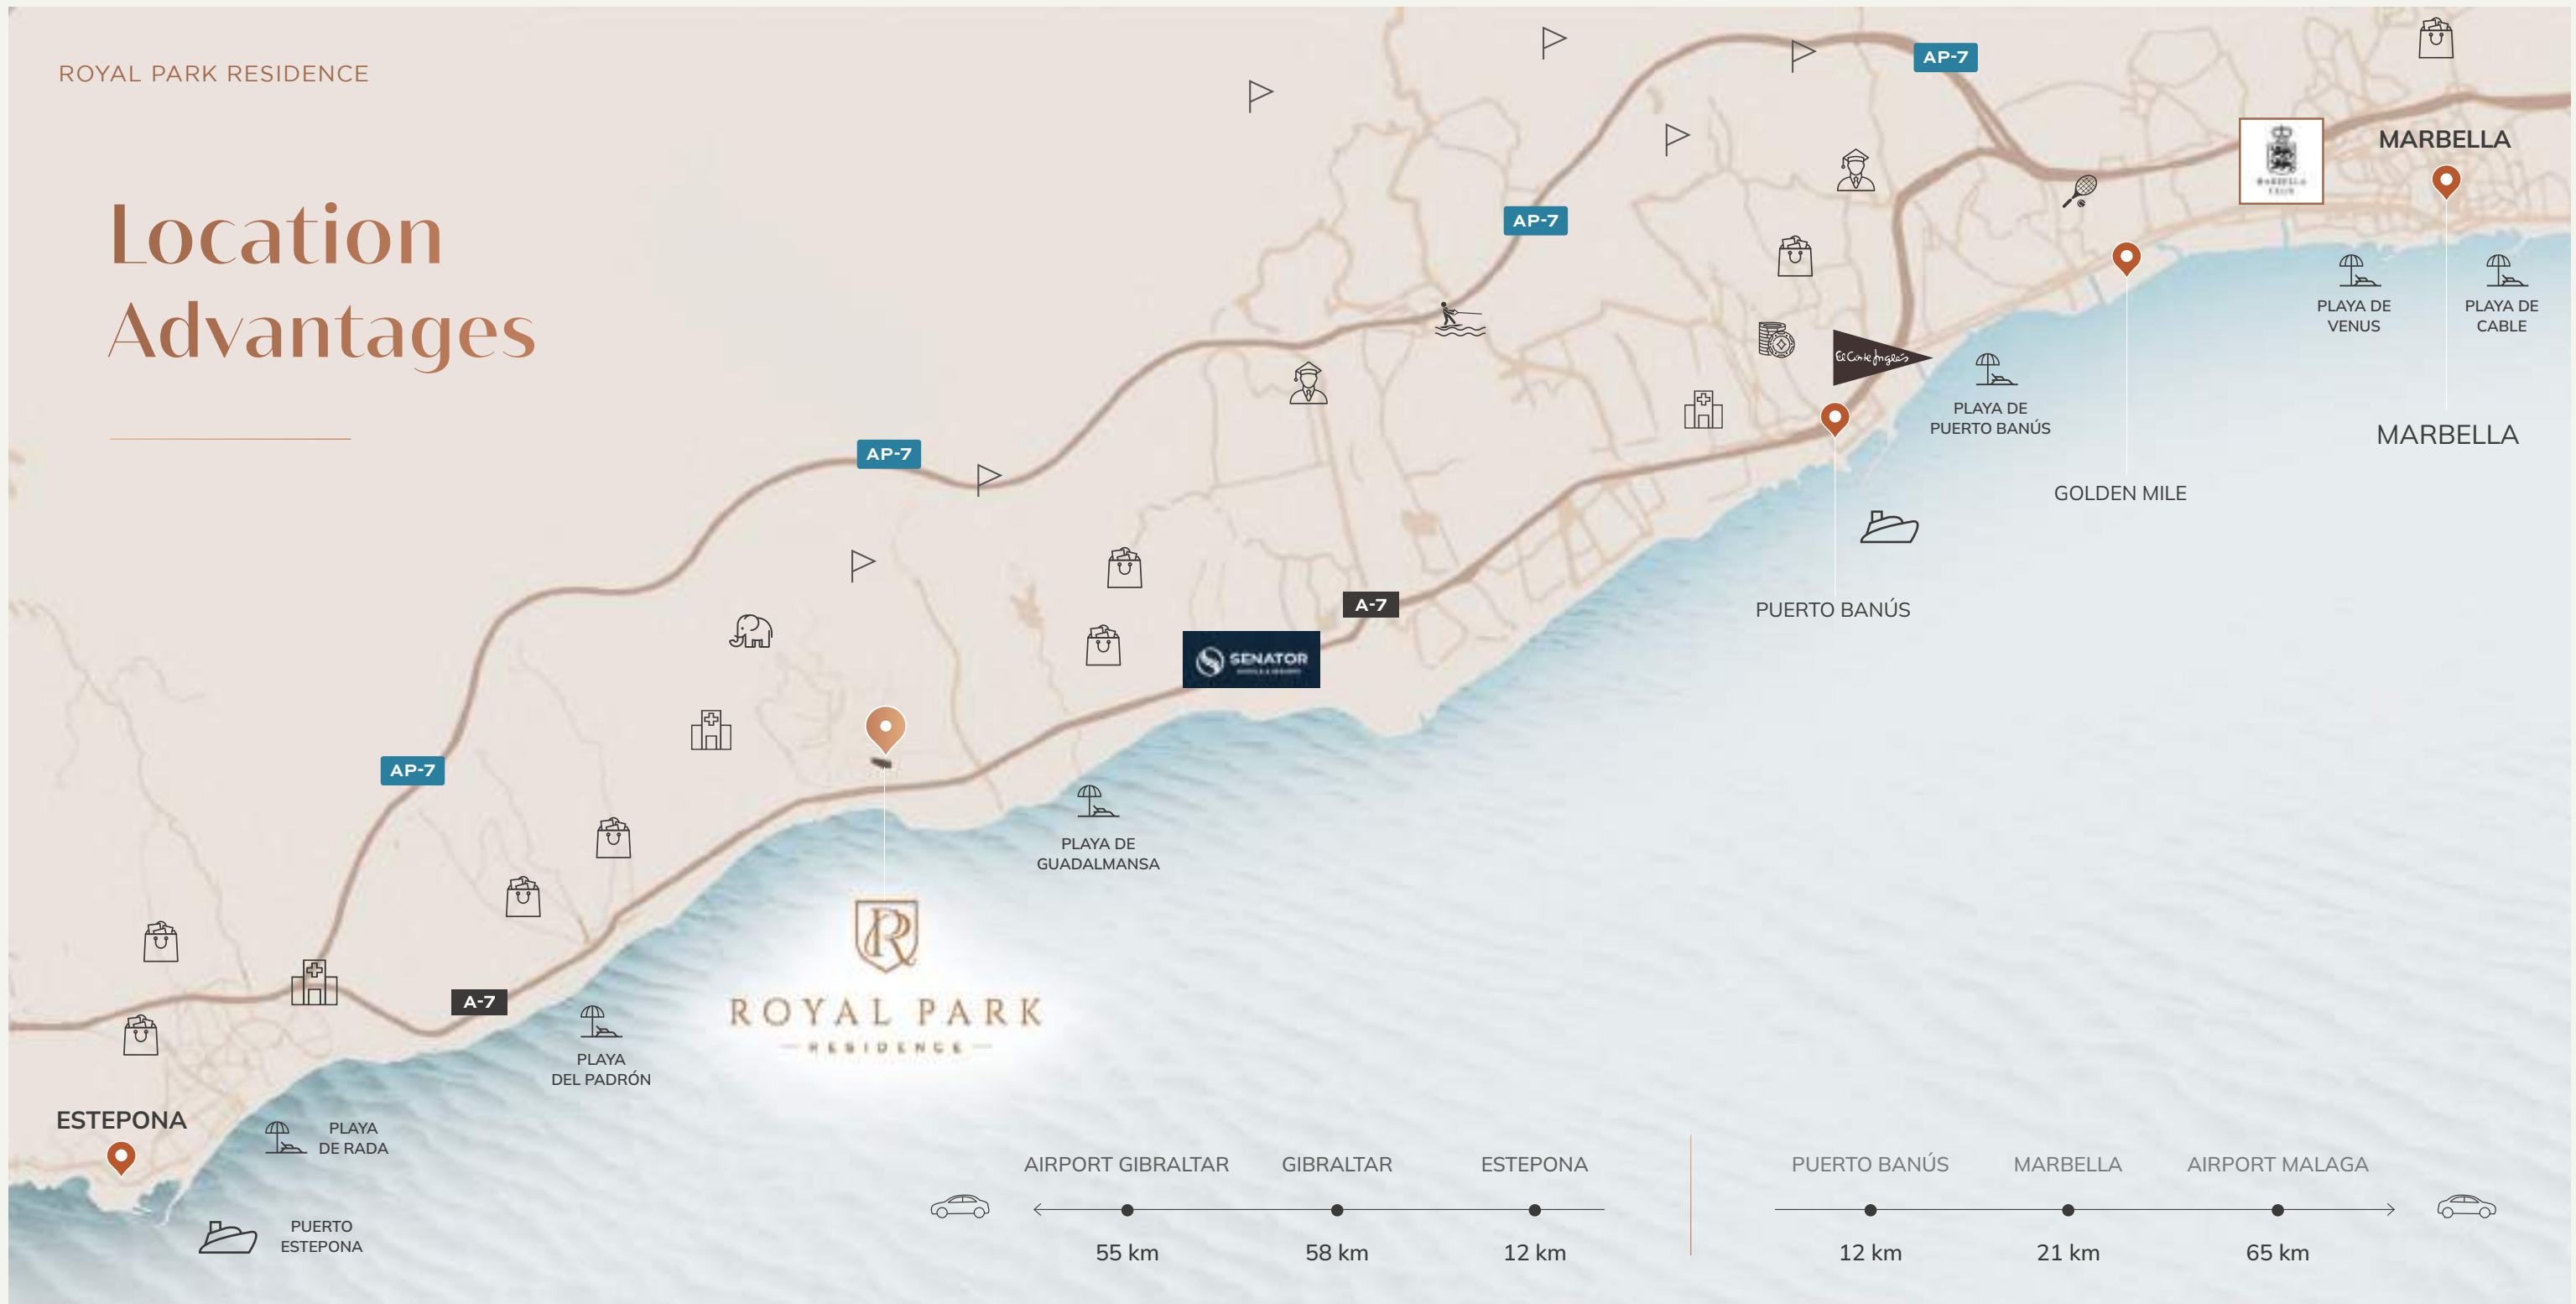 ROYAL PARK RESIDENCE
Location
Advantages
AP-7
AP-7
AP-7
AP-7
A-7
A-7
MARBELLA
El Corte Inglés
PLAYA DE
VENUS
PLAYA DE
CABLE
PLAYA DE
PUERTO BANÚS
MARBELLA
GOLDEN MILE
PUERTO BANÚS
SENATOR
PLAYA DE
GUADALMANSA
ROYAL PARK
RESIDENCE
PLAYA
DEL PADRÓN
ESTEPONA
PLAYA
DE RADA
PUERTO
ESTEPONA
AIRPORT GIBRALTAR
GIBRALTAR
ESTEPONA
55 km
58 km
12 km
PUERTO BANÚS
MARBELLA
AIRPORT MALAGA
12 km
21 km
65 km